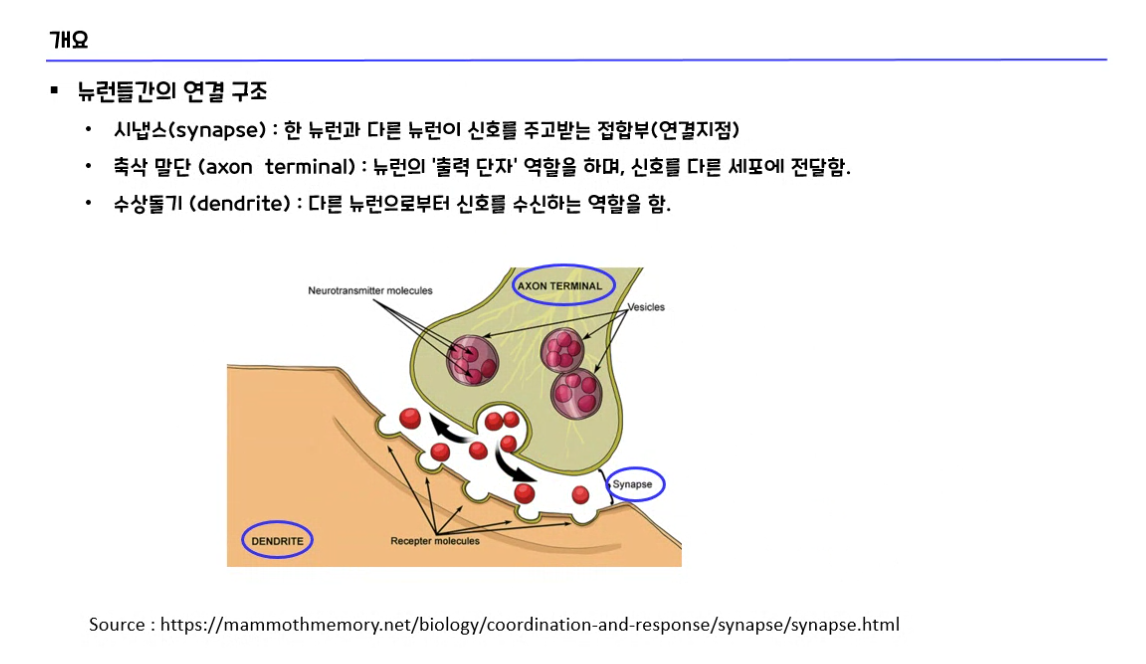 개요
▪ 뉴런들간의 연결 구조
• 시냅스(synapse) : 한 뉴런과 다른 뉴런이 신호를 주고받는 접합부(연결지점)
• 축삭 말단 (axon terminal) : 뉴런의 '출력 단자' 역할을 하며, 신호를 다른 세포에 전달함.
• 수상돌기 (dendrite) : 다른 뉴런으로부터 신호를 수신하는 역할을 함.
AXON TERMINAL
Neurotransmitter molecules
Vesicles
Synapse
DENDRITE
Recepter molecules
Source : https://mammothmemory.net/biology/coordination-and-response/synapse/synapse.html